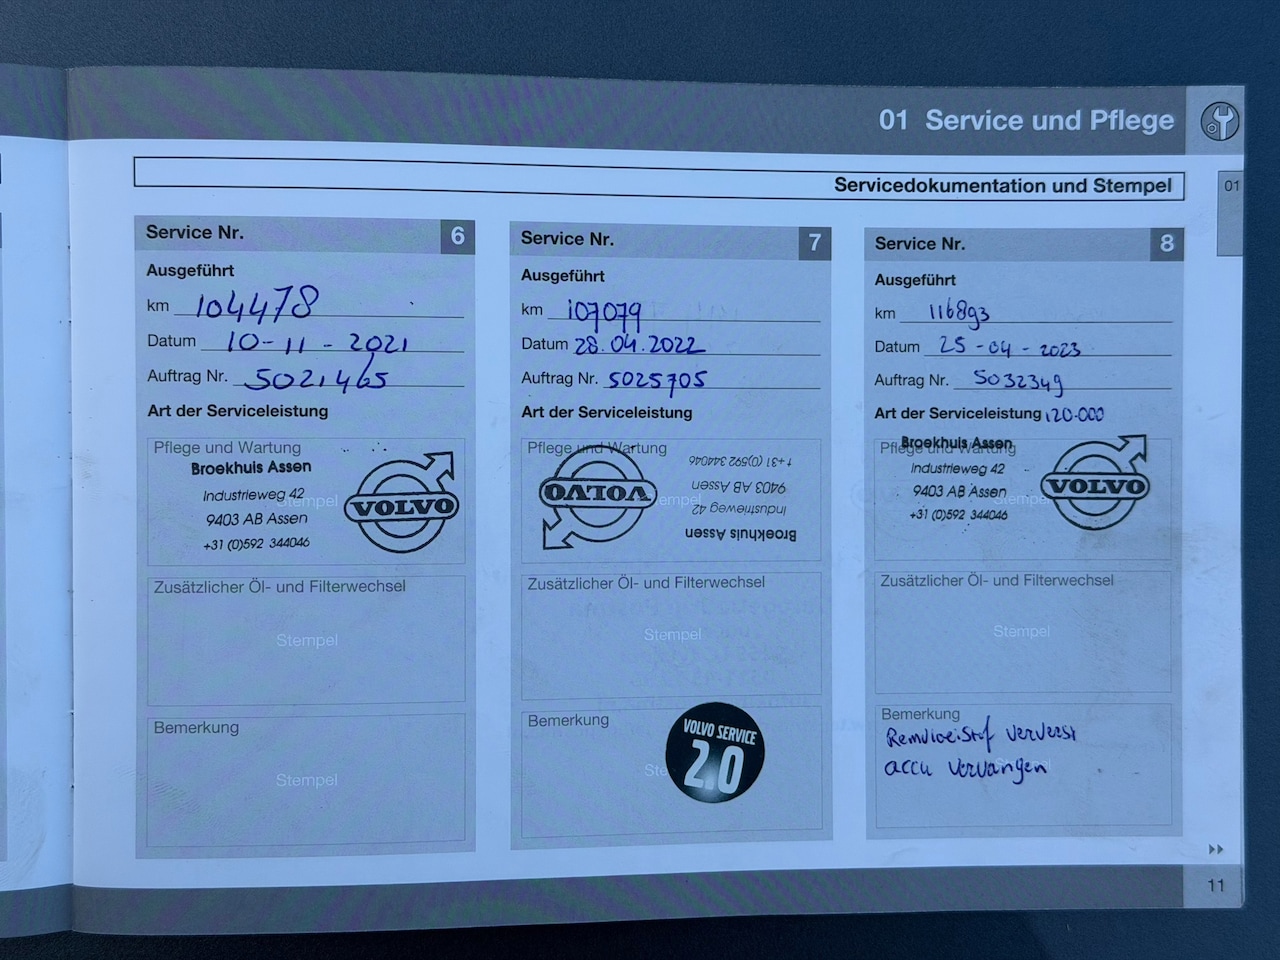 01 Service und Pflege
Servicedokumentation und Stempel
01
Service Nr. 6
Ausgeführt
km 104478
Datum 10-11-2021
Auftrag Nr. 5021465
Art der Serviceleistung
Pflege und Wartung
Broekhuis Assen
Industrieweg 42
9403 AB Assen
+31 (0)592 344046
VOLVO
Stempel
Zusätzlicher Öl- und Filterwechsel
Stempel
Bemerkung
Stempel
Service Nr. 7
Ausgeführt
km 107079
Datum 28.04.2022
Auftrag Nr. 5025705
Art der Serviceleistung
Pflege und Wartung
Broekhuis Assen
Industrieweg 42
9403 AB Assen
+31 (0)592 344046
VOLVO
Stempel
Zusätzlicher Öl- und Filterwechsel
Stempel
Bemerkung
VOLVO SERVICE
2.0
Service Nr. 8
Ausgeführt
km 116893
Datum 25-04-2023
Auftrag Nr. 5032349
Art der Serviceleistung 120.000
Pflege und Wartung
Broekhuis Assen
Industrieweg 42
9403 AB Assen
+31 (0)592 344046
VOLVO
Stempel
Zusätzlicher Öl- und Filterwechsel
Stempel
Bemerkung
Remvloeistof ververst
accu vervangen
11